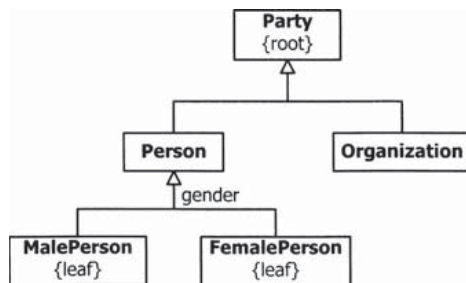 Party
{root}
Person
Organization
gender
MalePerson
{leaf}
FemalePerson
{leaf}